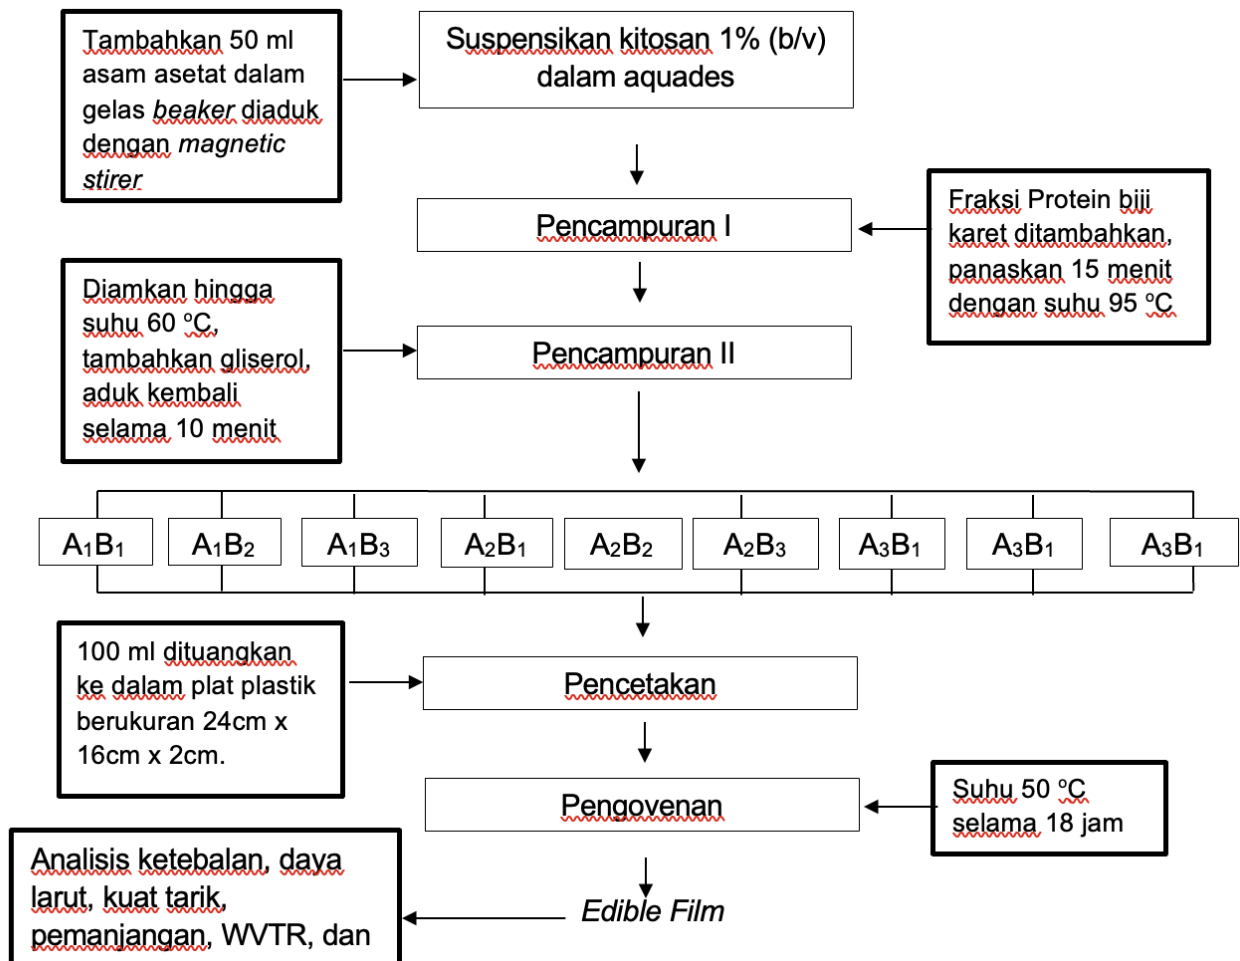 Tambahkan 50 ml
asam asetat dalam
gelas beaker diaduk
dengan magnetic
stirer
Suspensikan kitosan 1% (b/v)
dalam aquades
Pencampuran I
Fraksi Protein biji
karet ditambahkan,
panaskan 15 menit
dengan suhu 95 °C
Diamkan hingga
suhu 60 °C,
tambahkan gliserol,
aduk kembali
selama 10 menit
Pencampuran II
A₁B₁
A₁B₂
A₁B₃
A₂B₁
A₂B₂
A₂B₃
A₃B₁
A₃B₁
A₃B₁
100 ml dituangkan
ke dalam plat plastik
berukuran 24cm x
16cm x 2cm.
Pencetakan
Pengovenan
Suhu 50 °C
selama 18 jam
Edible Film
Analisis ketebalan, daya
larut, kuat tarik,
pemanjangan, WVTR, dan